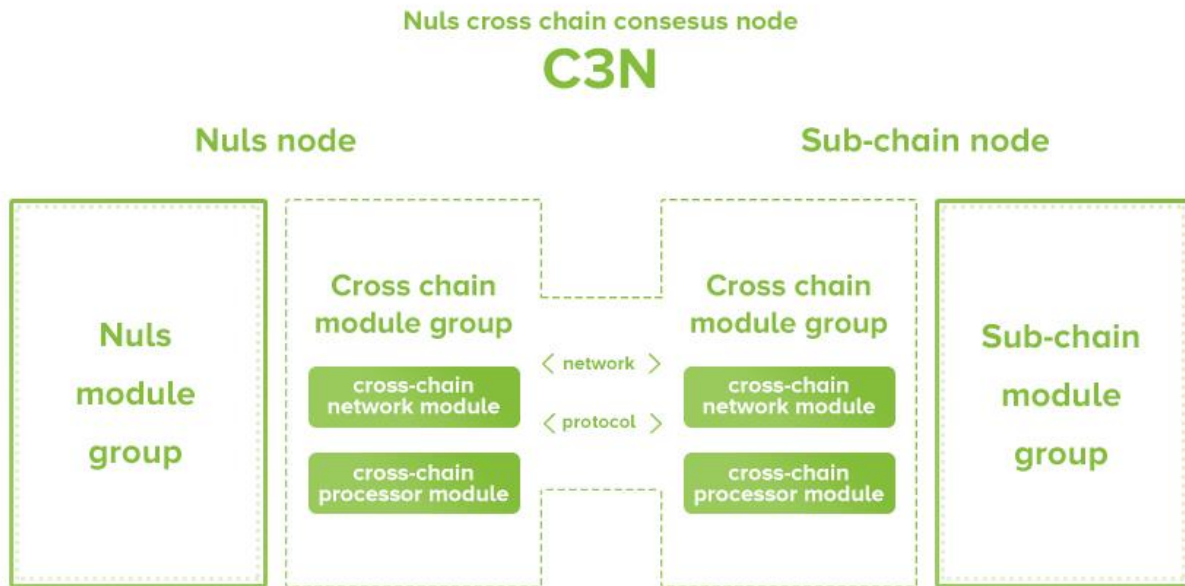 Nuls cross chain consesus node
C3N
Nuls node
Sub-chain node
Nuls
module
group
Cross chain
module group
cross-chain
network module
cross-chain
processor module
< network >
< protocol >
Cross chain
module group
cross-chain
network module
cross-chain
processor module
Sub-chain
module
group